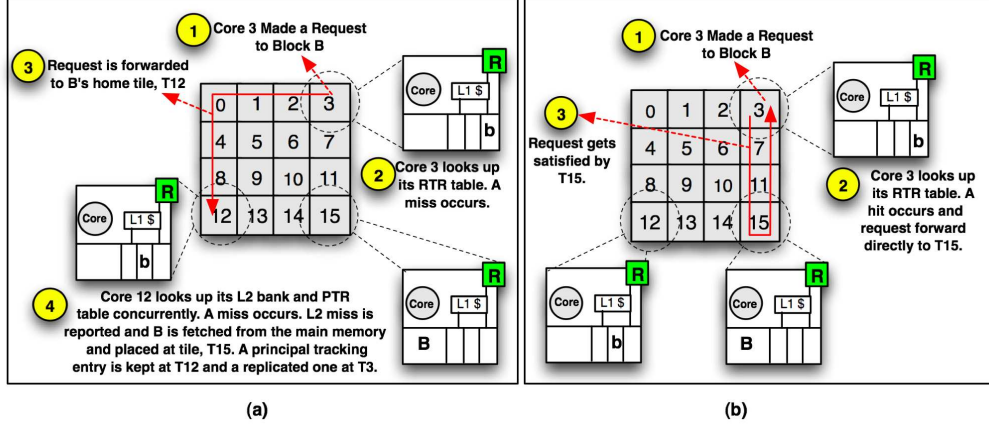 1
Core 3 Made a Request
to Block B
3
Request is forwarded
to B's home tile, T12
R
Core
L1 $
b
0 1 2 3
4 5 6 7
8 9 10 11
12 13 14 15
2
Core 3 looks up
its RTR table. A
miss occurs.
R
Core
L1 $
b
4
Core 12 looks up its L2 bank and PTR
table concurrently. A miss occurs. L2 miss is
reported and B is fetched from the main memory
and placed at tile, T15. A principal tracking
entry is kept at T12 and a replicated one at T3.
R
Core
L1 $
B
(a)
1
Core 3 Made a Request
to Block B
R
Core
L1 $
b
0 1 2 3
4 5 6 7
8 9 10 11
12 13 14 15
3
Request gets
satisfied by
T15.
2
Core 3 looks up
its RTR table. A
hit occurs and
request forward
directly to T15.
R
Core
L1 $
b
R
Core
L1 $
B
(b)